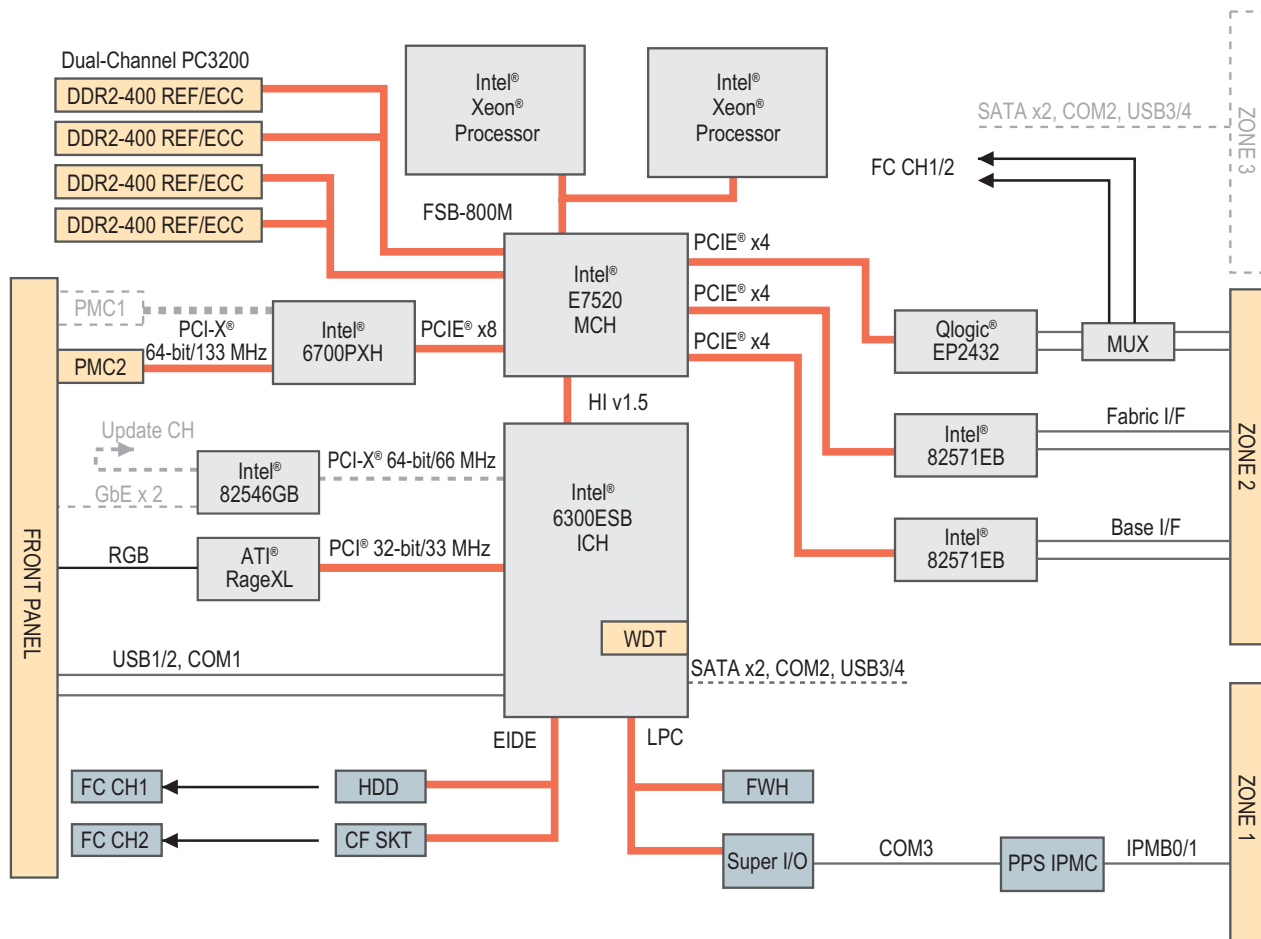 Dual-Channel PC3200
DDR2-400 REF/ECC
DDR2-400 REF/ECC
DDR2-400 REF/ECC
DDR2-400 REF/ECC
Intel®
Xeon®
Processor
Intel®
Xeon®
Processor
SATA x2, COM2, USB3/4
ZONE 3
FC CH1/2
FSB-800M
Intel®
E7520
MCH
PCIE® x4
PCIE® x4
PCIE® x4
PMC1
PCI-X®
64-bit/133 MHz
PMC2
Intel®
6700PXH
PCIE® x8
Qlogic®
EP2432
MUX
HI v1.5
Update CH
GbE x 2
Intel®
82546GB
PCI-X® 64-bit/66 MHz
Intel®
6300ESB
ICH
Intel®
82571EB
Fabric I/F
ZONE 2
Intel®
82571EB
Base I/F
FRONT PANEL
RGB
ATI®
RageXL
PCI® 32-bit/33 MHz
WDT
USB1/2, COM1
SATA x2, COM2, USB3/4
EIDE
LPC
FC CH1
HDD
FWH
FC CH2
CF SKT
Super I/O
COM3
PPS IPMC
IPMB0/1
ZONE 1